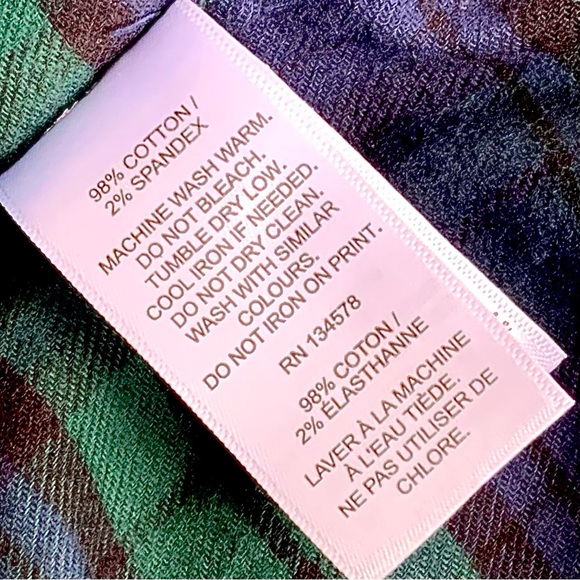 98% COTTON /
2% SPANDEX
MACHINE WASH WARM.
DO NOT BLEACH.
TUMBLE DRY LOW.
COOL IRON IF NEEDED.
DO NOT DRY CLEAN.
WASH WITH SIMILAR
COLOURS.
DO NOT IRON ON PRINT.
RN 134578
98% COTON /
2% ÉLASTHANNE
LAVER À LA MACHINE
À L'EAU TIÈDE.
NE PAS UTILISER DE
CHLORE.